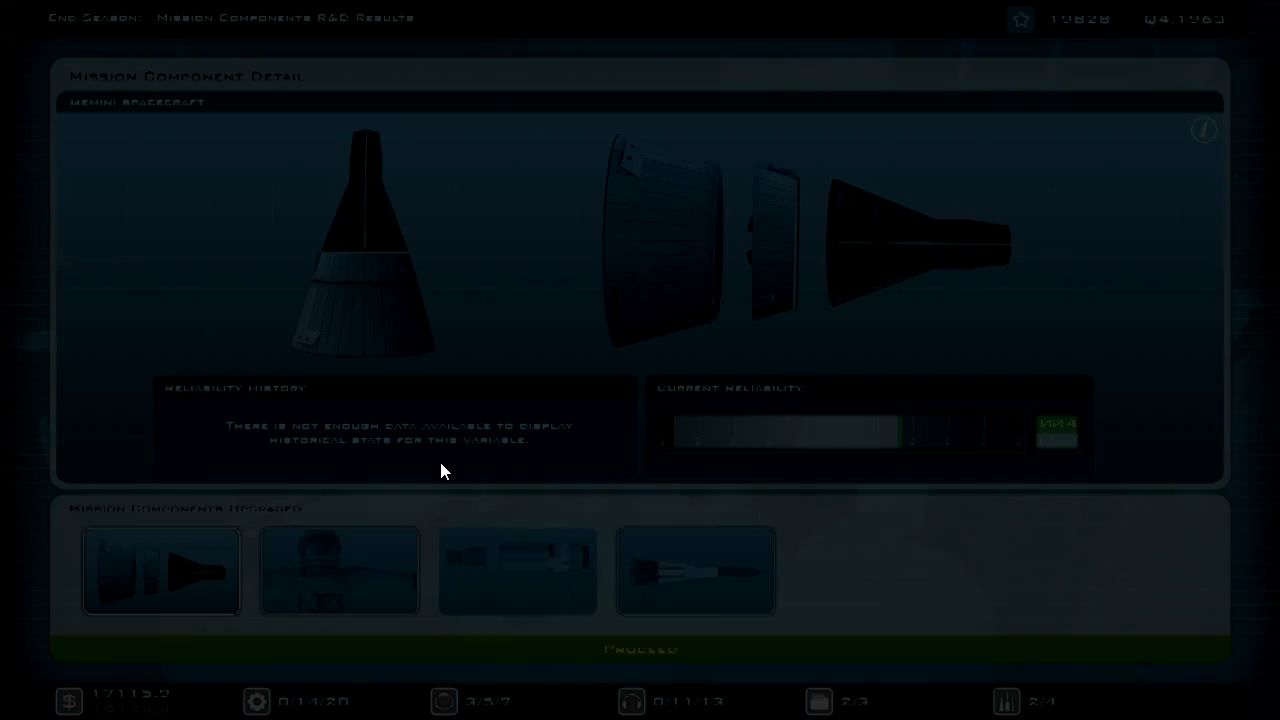 End Season: Mission Components R&D Results
19828 Q4.1963
Mission Component Detail
Spacecraft
Reliability History
There is not enough data available to display
historical stats for this variable.
Current Reliability
Mission Components Upgraded
Proceed
0/14/20
3/5/7
0/11/13
2/3
2/4